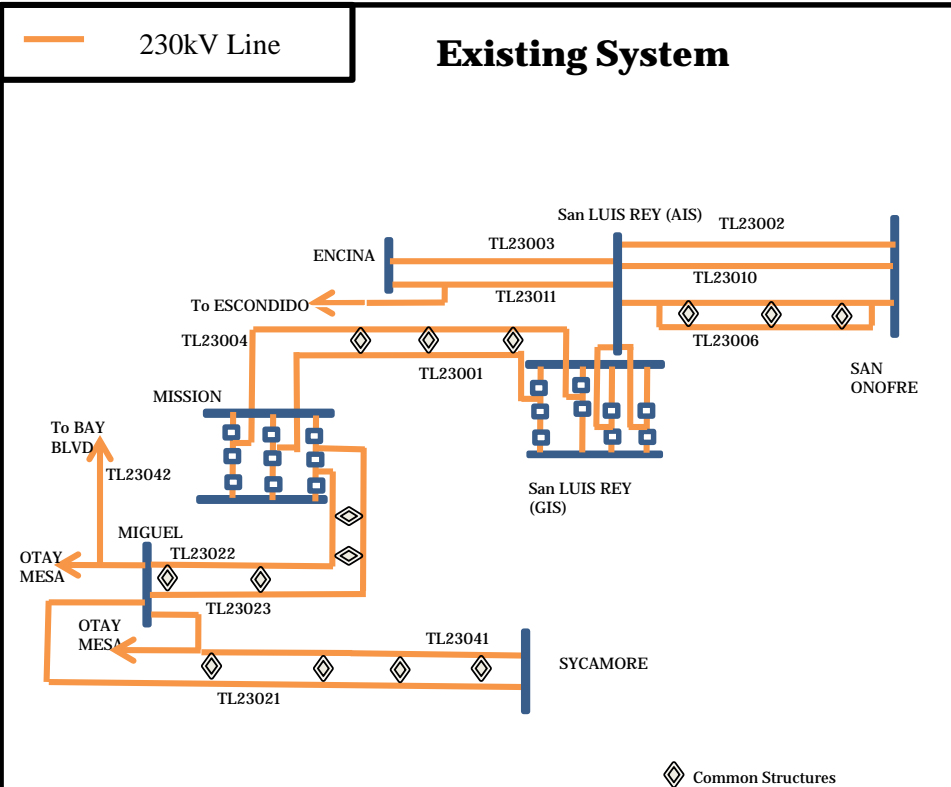 230kV Line
Existing System
San LUIS REY (AIS)
TL23002
ENCINA
TL23003
TL23010
TL23011
To ESCONDIDO
TL23004
TL23006
TL23001
SAN
ONOFRE
MISSION
To BAY
BLVD
TL23042
San LUIS REY
(GIS)
MIGUEL
TL23022
OTAY
MESA
TL23023
OTAY
MESA
TL23041
SYCAMORE
TL23021
Common Structures